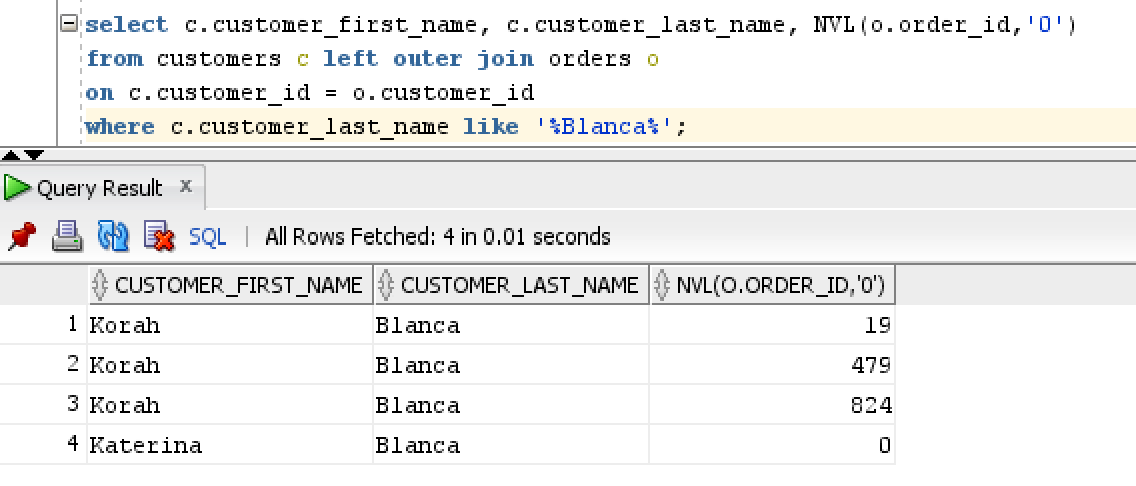 select c.customer_first_name, c.customer_last_name, NVL(o.order_id,'0')
from customers c left outer join orders o
on c.customer_id = o.customer_id
where c.customer_last_name like '%Blanca%';
Query Result x
SQL | All Rows Fetched: 4 in 0.01 seconds
CUSTOMER_FIRST_NAME CUSTOMER_LAST_NAME NVL(O.ORDER_ID,'0')
1 Korah Blanca 19
2 Korah Blanca 479
3 Korah Blanca 824
4 Katerina Blanca 0